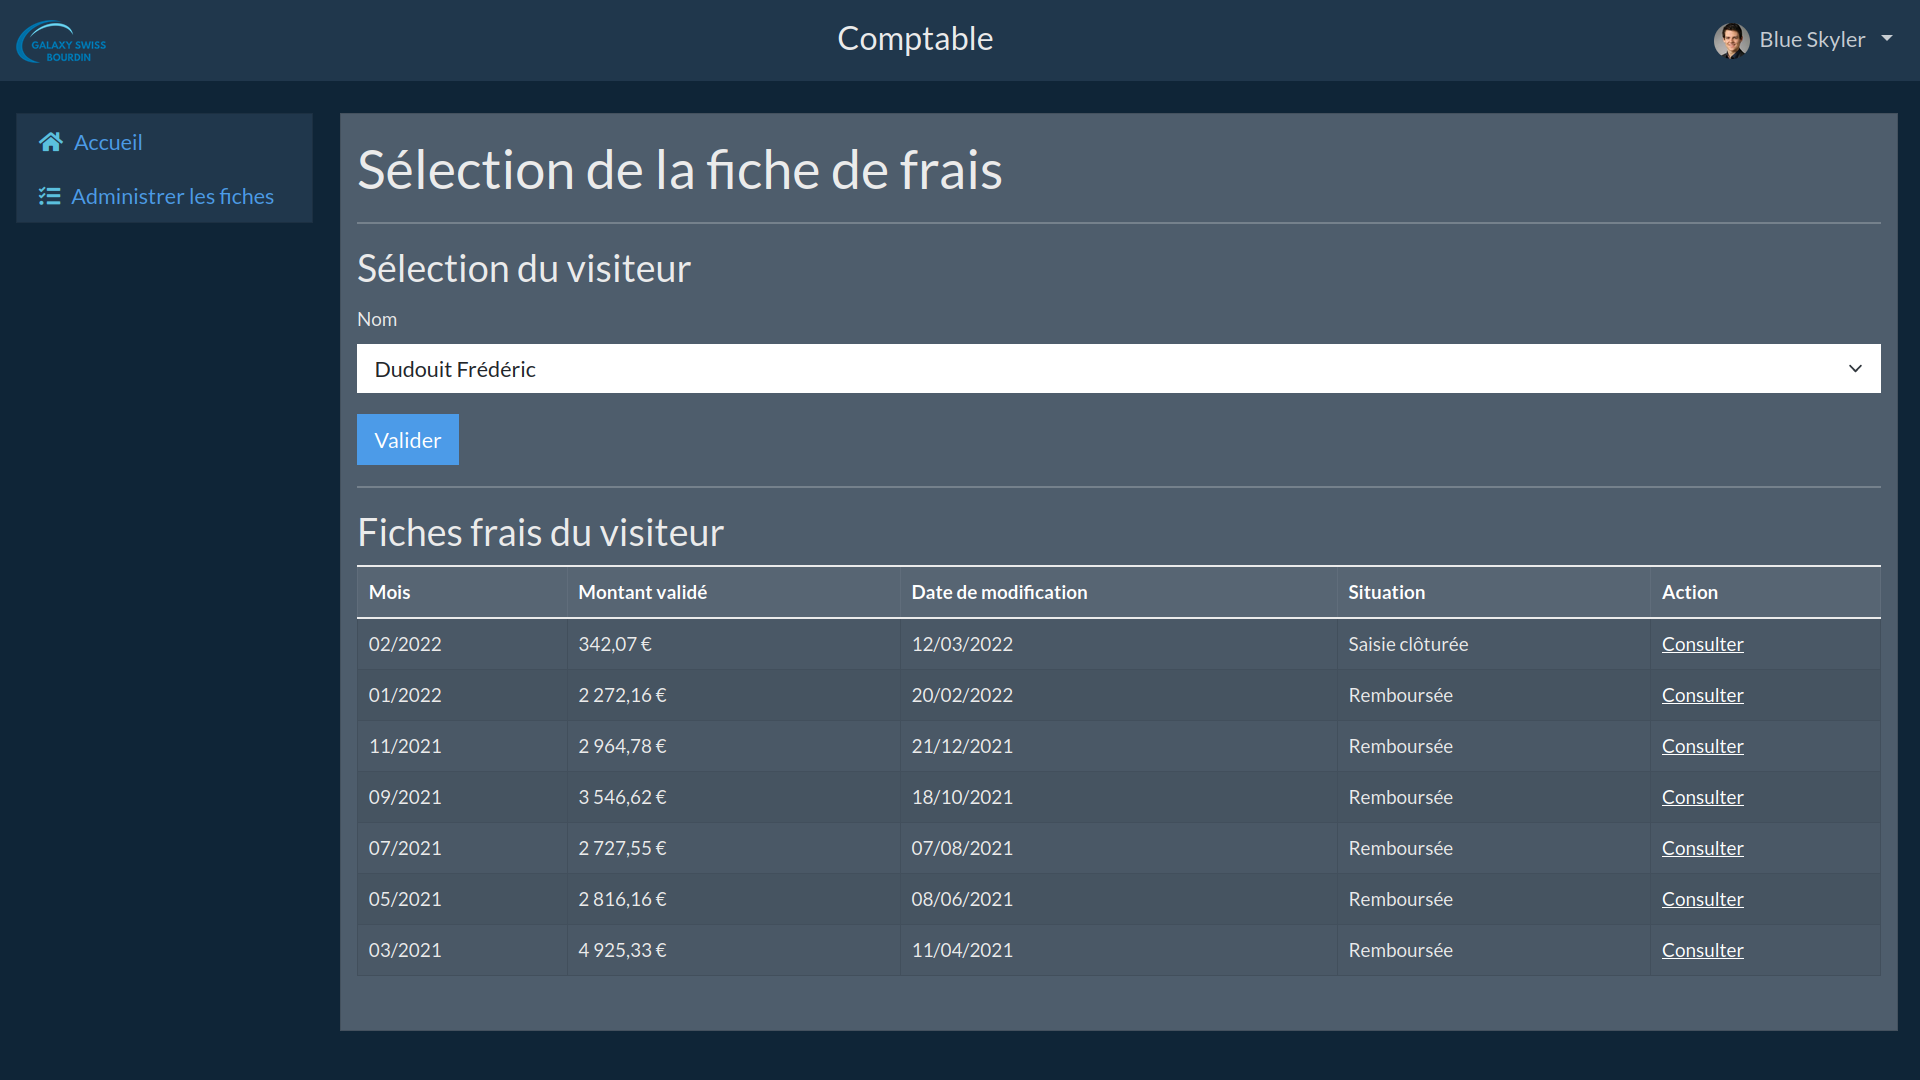 GALAXY SWISS
BOURDIN
Comptable
Blue Skyler
Accueil
Administrer les fiches
Sélection de la fiche de frais
Sélection du visiteur
Nom
Dudouit Frédéric
Valider
Fiches frais du visiteur
Mois Montant validé Date de modification Situation Action
02/2022 342,07 € 12/03/2022 Saisie clôturée Consulter
01/2022 2 272,16 € 20/02/2022 Remboursée Consulter
11/2021 2 964,78 € 21/12/2021 Remboursée Consulter
09/2021 3 546,62 € 18/10/2021 Remboursée Consulter
07/2021 2 727,55 € 07/08/2021 Remboursée Consulter
05/2021 2 816,16 € 08/06/2021 Remboursée Consulter
03/2021 4 925,33 € 11/04/2021 Remboursée Consulter